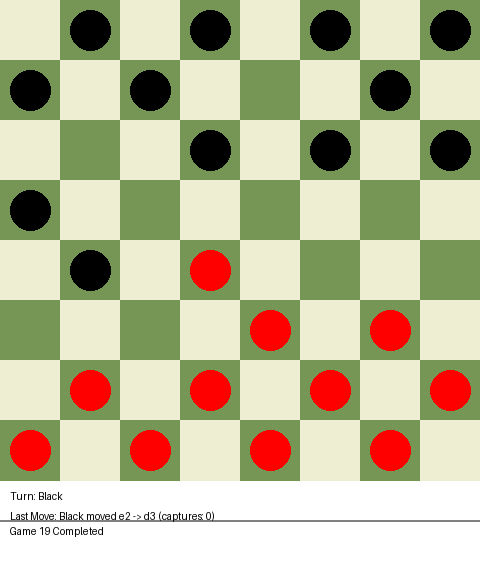 Turn: Black
Last Move: Black moved e2 -> d3 (captures: 0)
Game 19 Completed